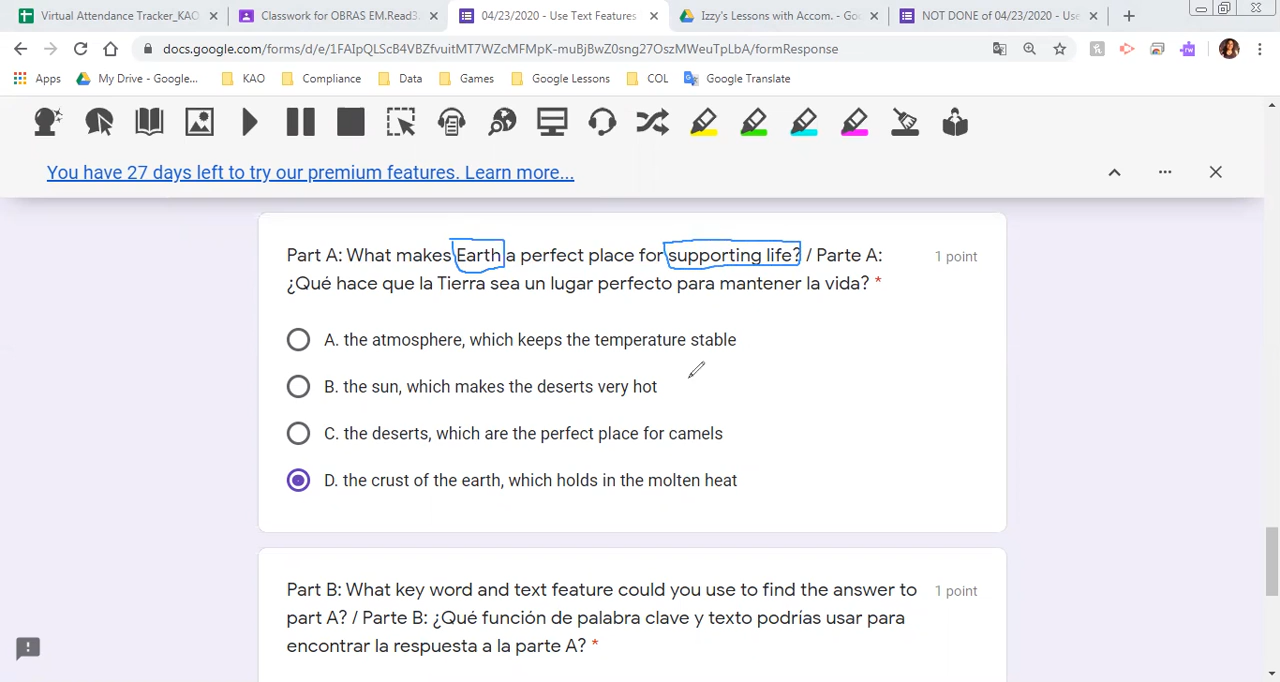 Virtual Attendance Tracker_KAO
Classwork for OBRAS EM.Read3.
04/23/2020 - Use Text Features
Izzy's Lessons with Accom. - Go
NOT DONE of 04/23/2020 - Use
docs.google.com/forms/d/e/1FAIpQLScB4VBZfvuitMT7WZcMFMpK-muBjBwZ0sng27OszMWeuTpLbA/formResponse
Apps
My Drive - Google...
KAO
Compliance
Data
Games
Google Lessons
COL
Google Translate
You have 27 days left to try our premium features. Learn more...
Part A: What makes Earth a perfect place for supporting life? / Parte A:
1 point
¿Qué hace que la Tierra sea un lugar perfecto para mantener la vida? *
A. the atmosphere, which keeps the temperature stable
B. the sun, which makes the deserts very hot
C. the deserts, which are the perfect place for camels
D. the crust of the earth, which holds in the molten heat
Part B: What key word and text feature could you use to find the answer to
1 point
part A? / Parte B: ¿Qué función de palabra clave y texto podrías usar para
encontrar la respuesta a la parte A? *